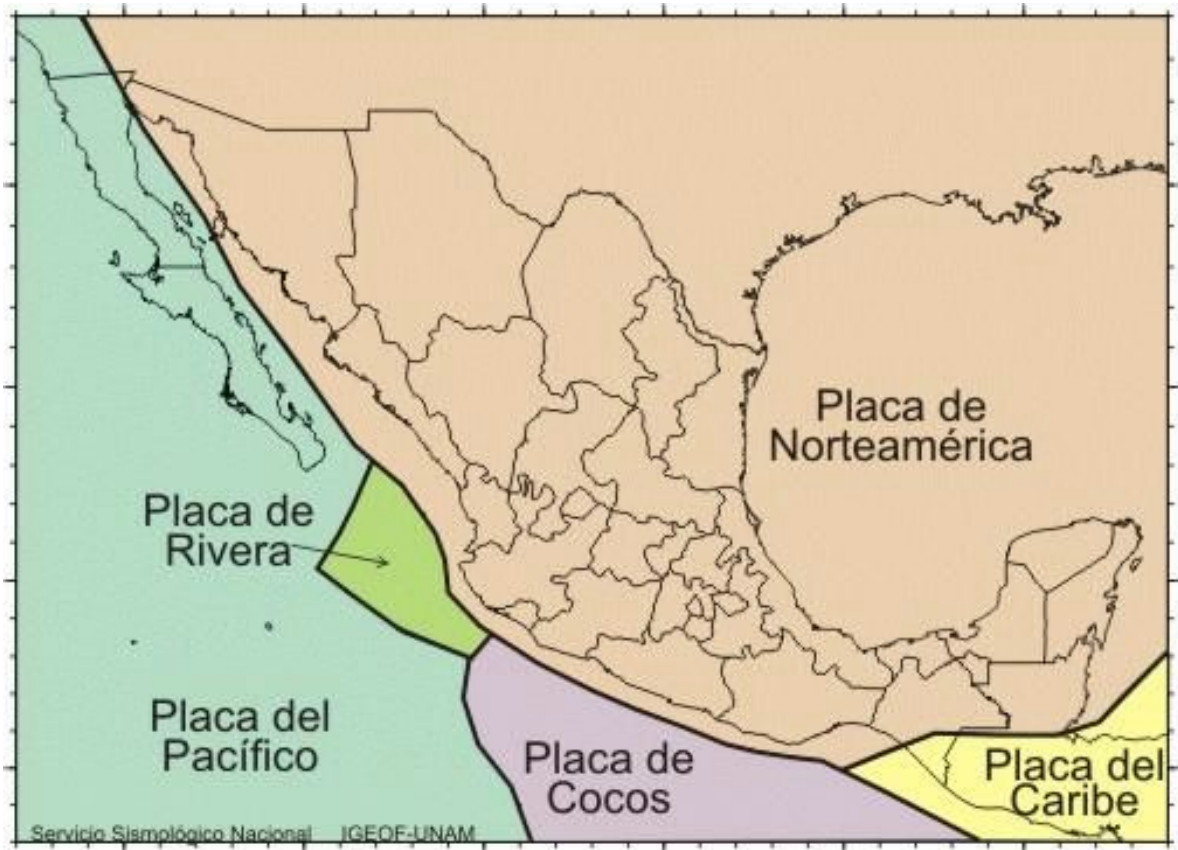 Placa de
Norteamérica
Placa de
Rivera
Placa del
Pacífico
Placa de
Cocos
Placa del
Caribe
Servicio Sismológico Nacional IGEOF-UNAM